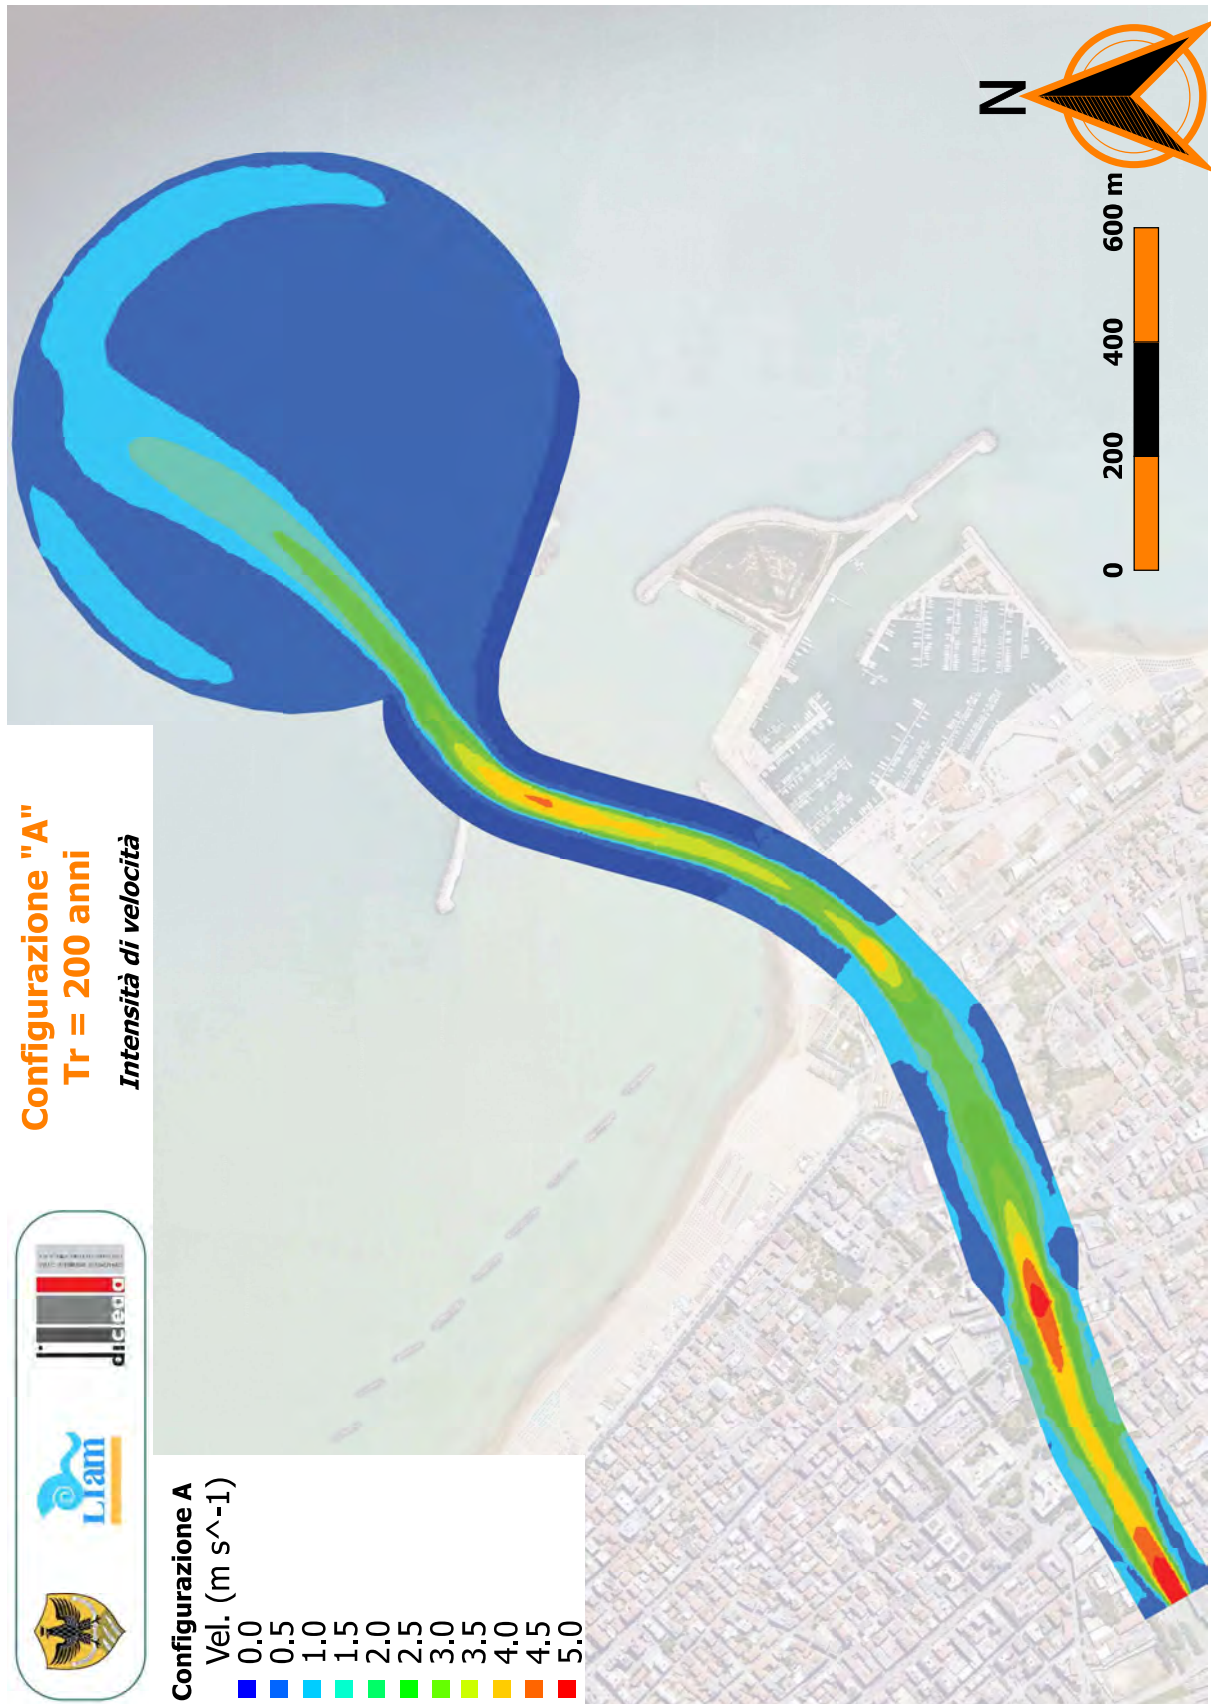 Configurazione "A"
Tr = 200 anni
Intensità di velocità
dicea
LIam
Configurazione A
Vel. (m s^-1)
0.0
0.5
1.0
1.5
2.0
2.5
3.0
3.5
4.0
4.5
5.0
N
0 200 400 600 m